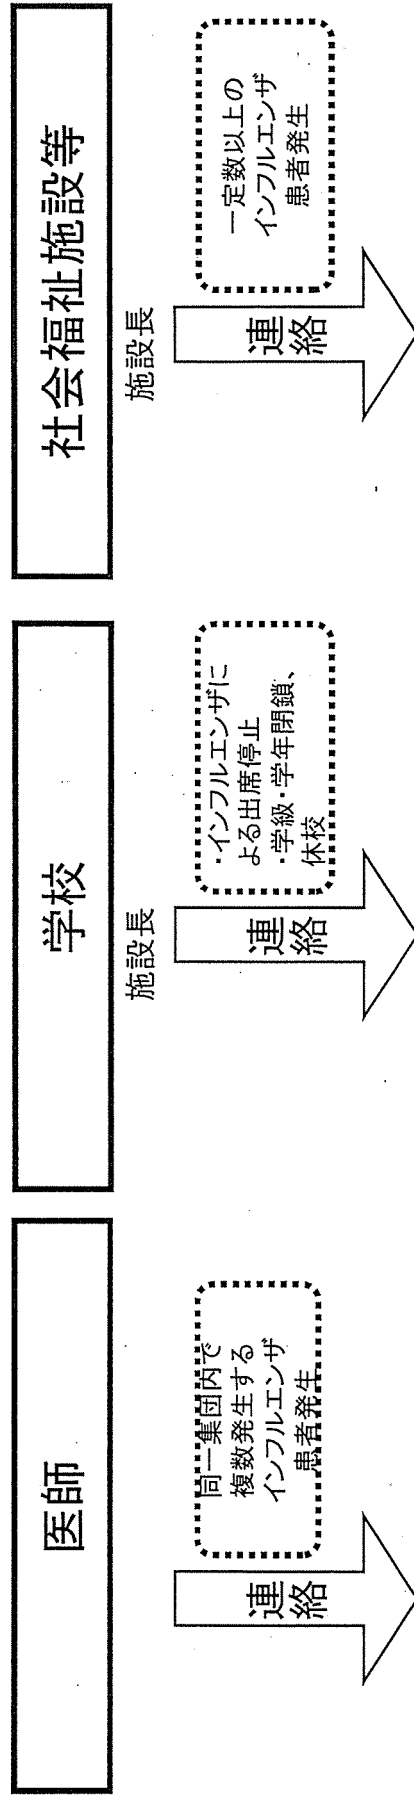 医師
連絡
同一集団内で
複数発生する
インフルエンザ
患者発生
学校
施設長
連絡
・インフルエンザに
よる出席停止
・学級・学年閉鎖、
休校
社会福祉施設等
施設長
連絡
一定数以上の
インフルエンザ
患者発生